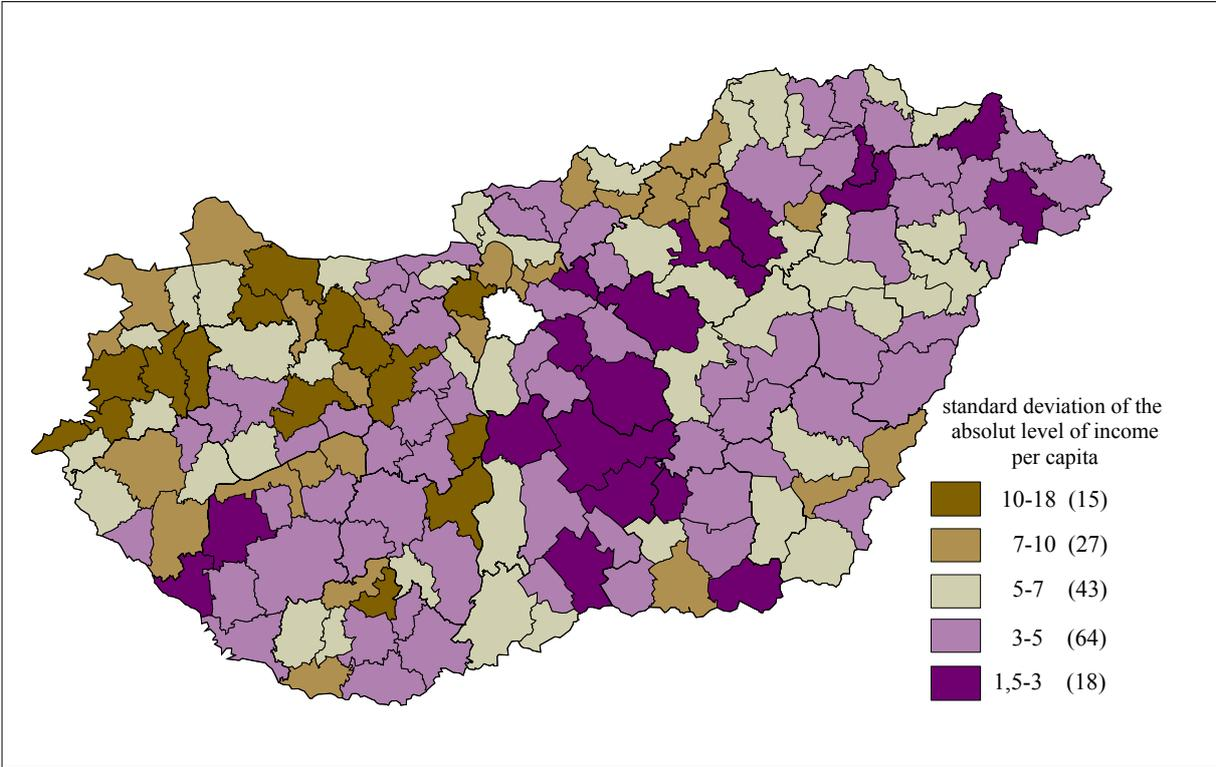 standard deviation of the
absolut level of income
per capita
10-18 (15)
7-10 (27)
5-7 (43)
3-5 (64)
1,5-3 (18)